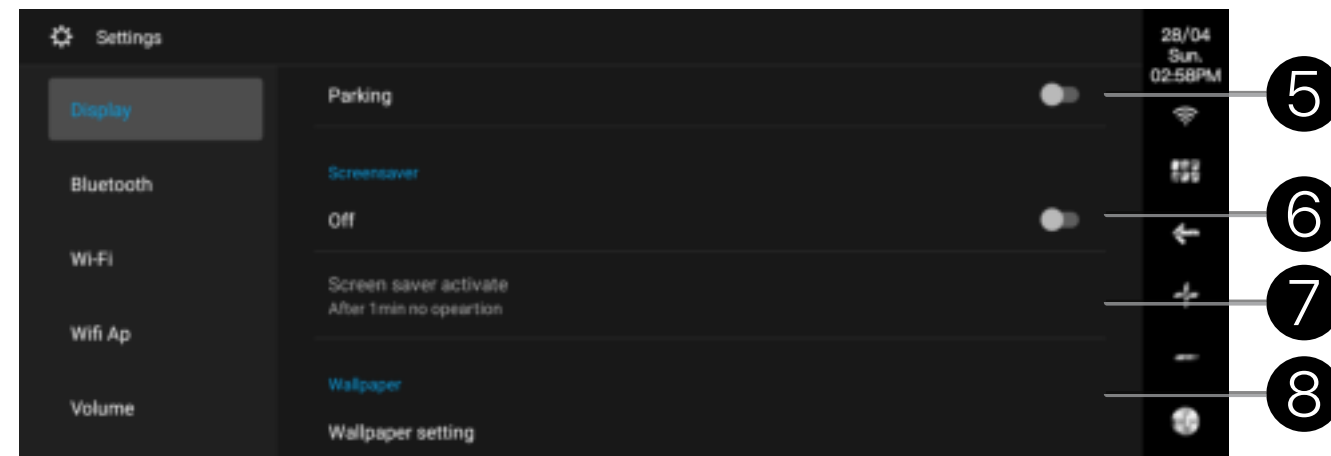 Settings
28/04
Sun.
02:58PM
Display
Bluetooth
Wi-Fi
Wifi Ap
Volume
Parking
Screensaver
Off
Screen saver activate
After 1min no opeartion
Wallpaper
Wallpaper setting
5
6
7
8